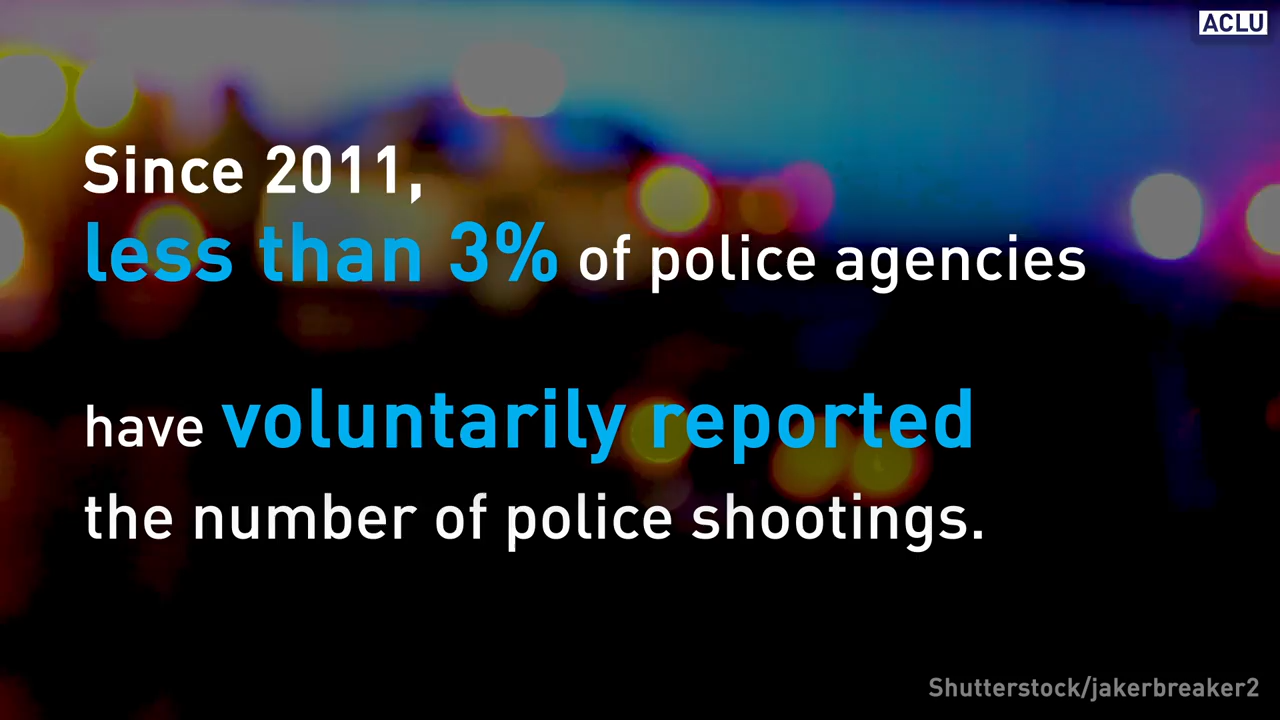 ACLU
Since 2011,
less than 3% of police agencies
have voluntarily reported
the number of police shootings.
Shutterstock/jakerbreaker2